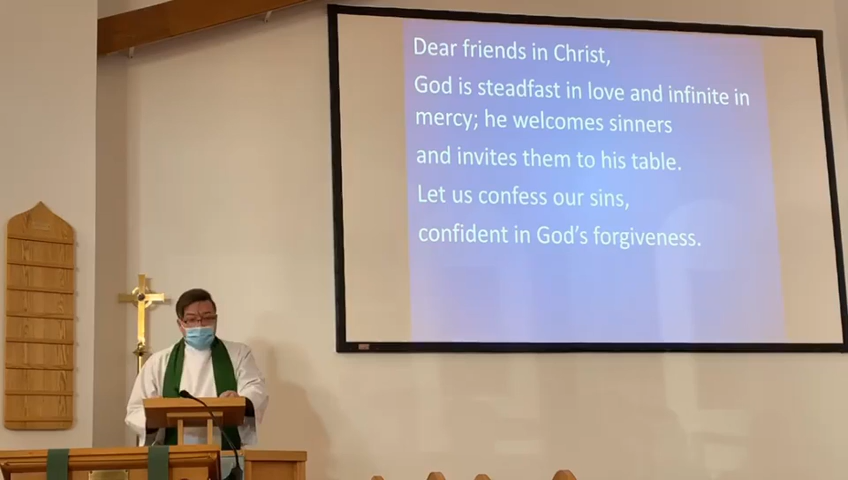 Dear friends in Christ,
God is steadfast in love and infinite in
mercy; he welcomes sinners
and invites them to his table.
Let us confess our sins,
confident in God's forgiveness.